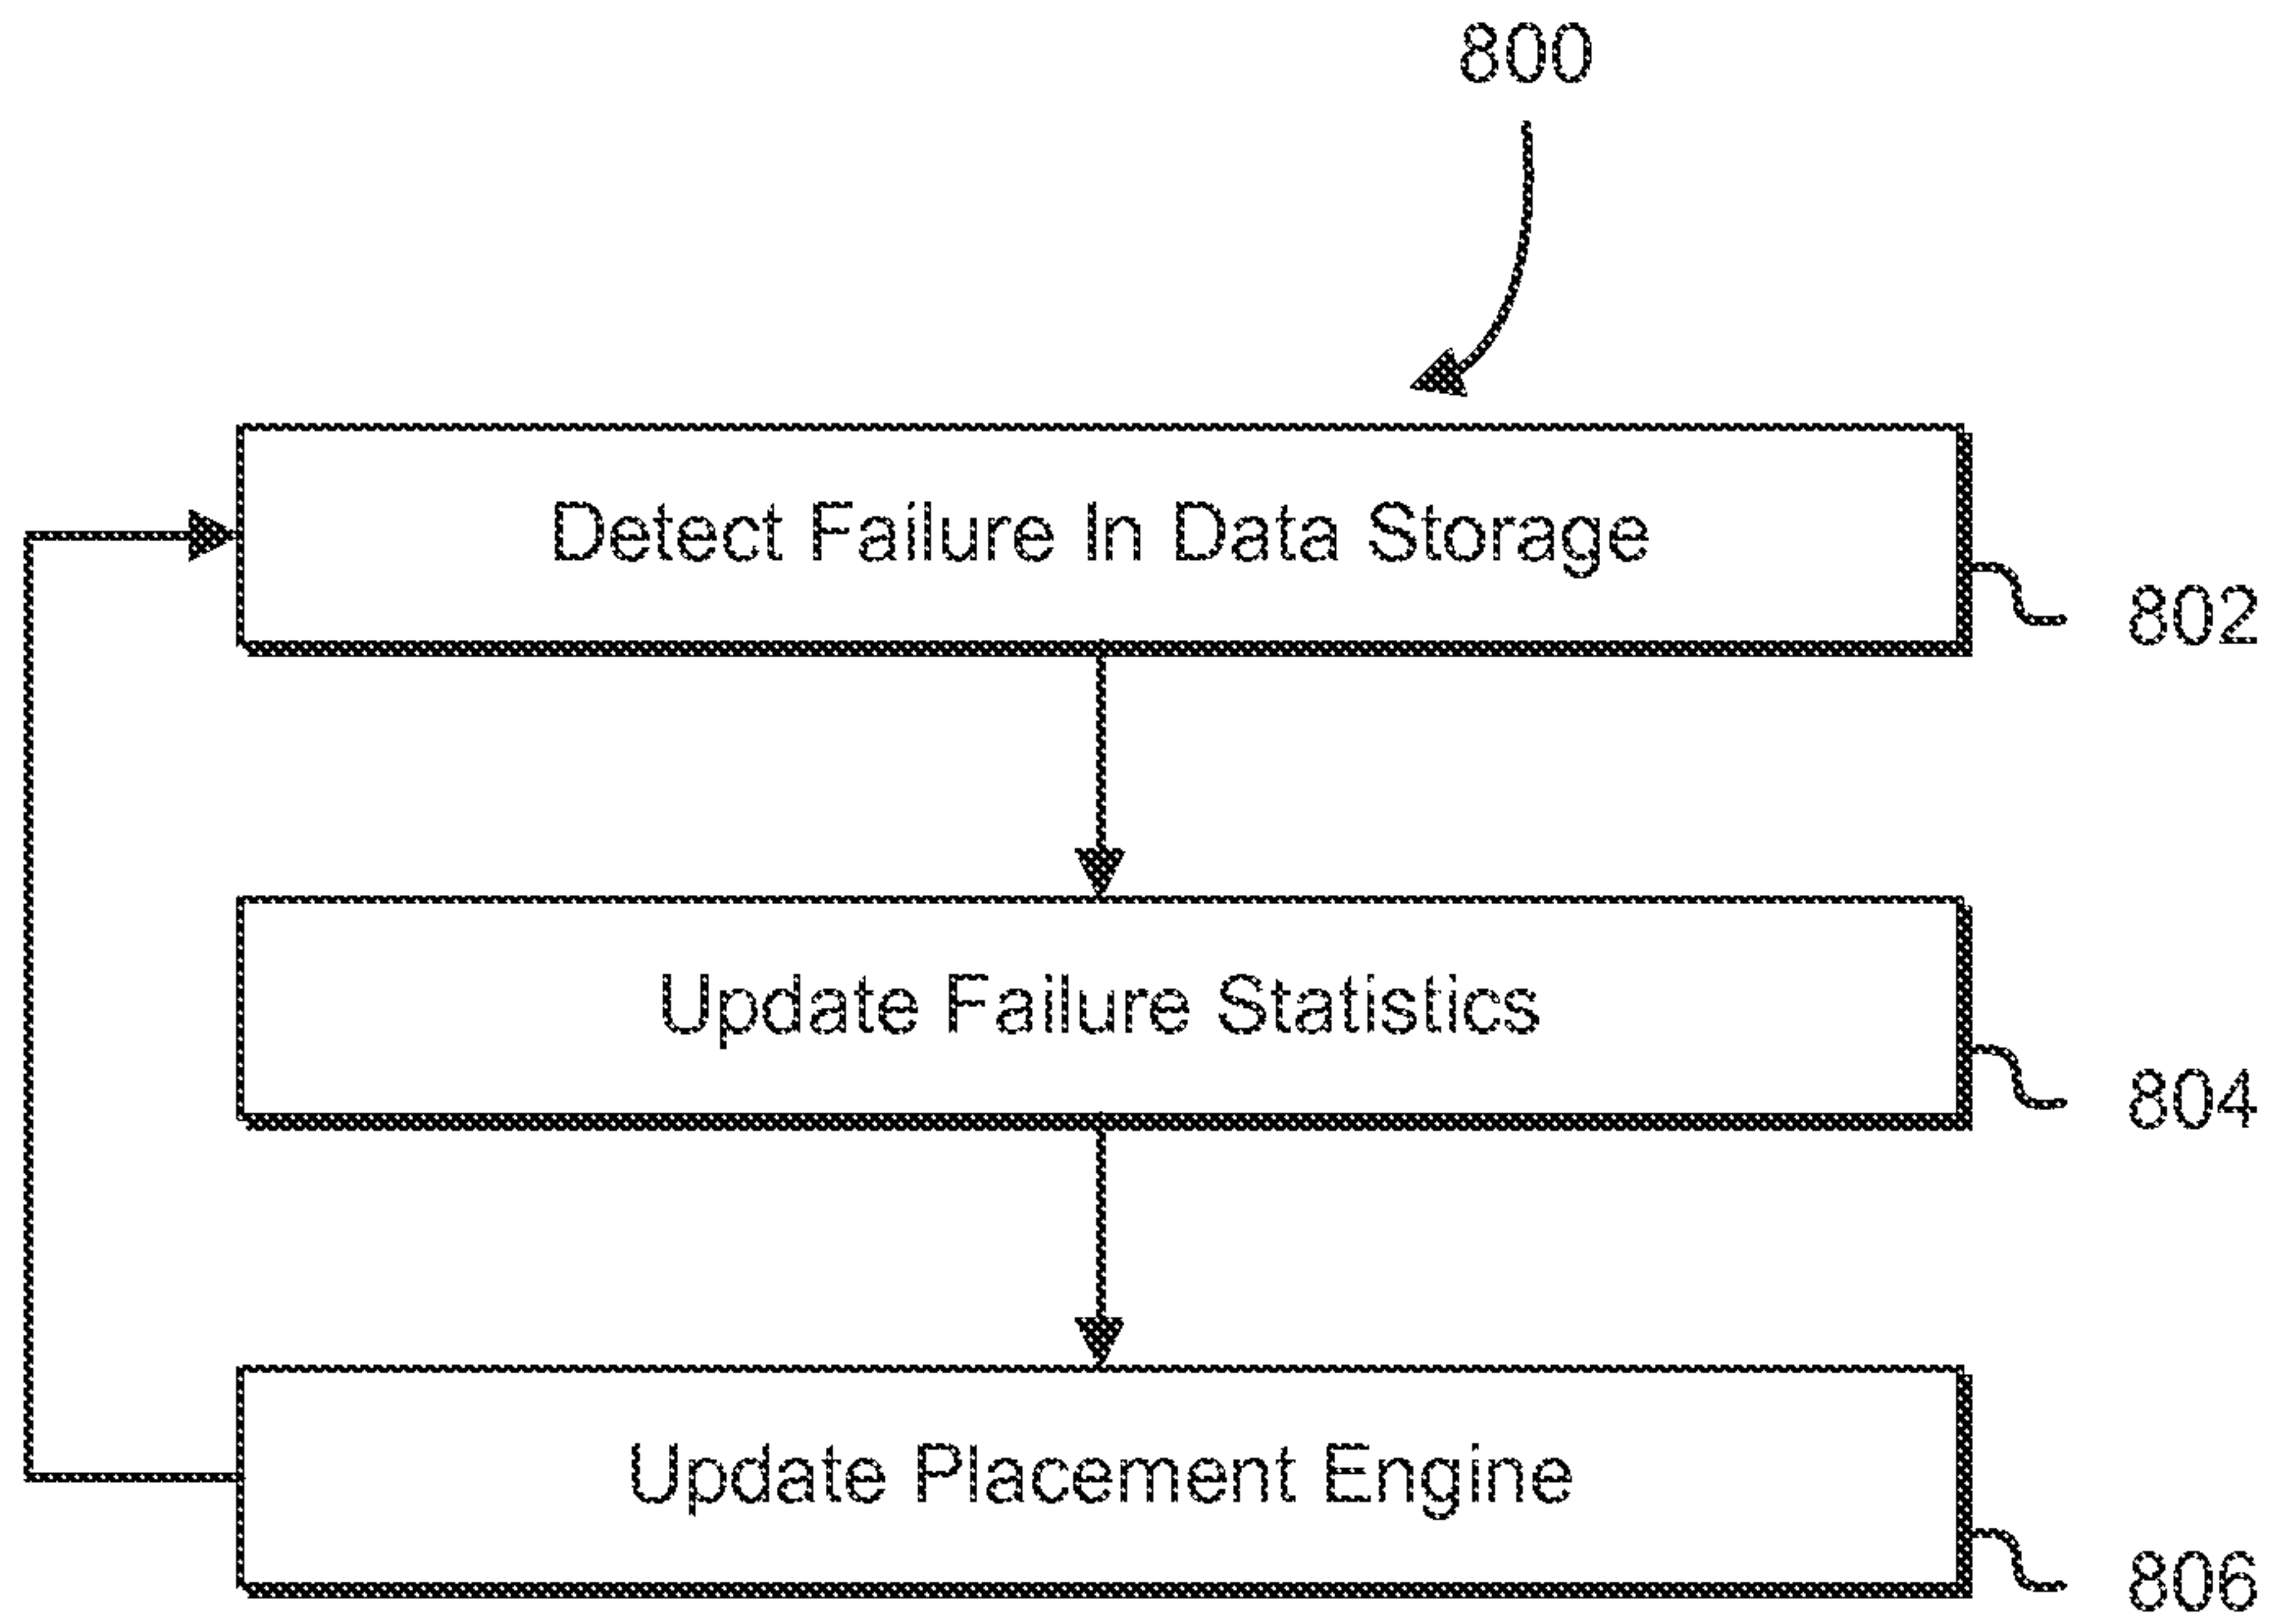 800
Detect Failure In Data Storage
802
Update Failure Statistics
804
Update Placement Engine
806